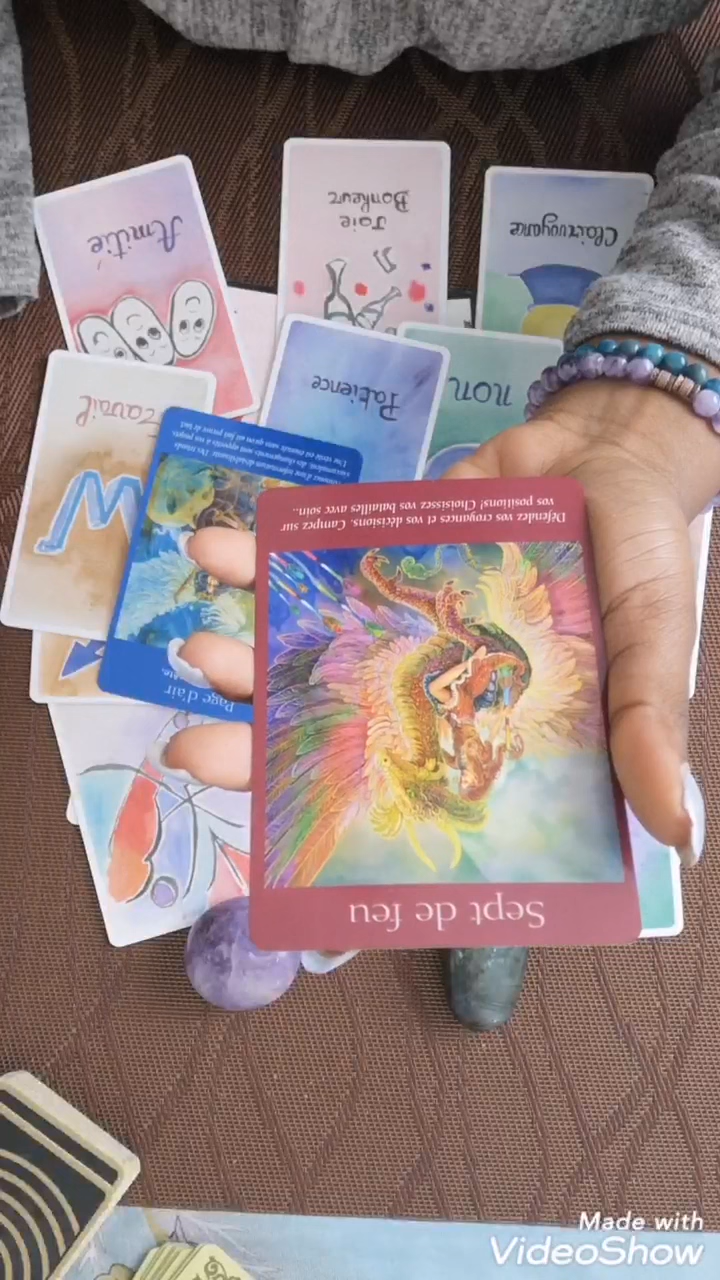 Amitié
Joie
Bonheur
Clairvoyance
Patience
non
Travail
Défendez vos croyances et vos décisions. Campez sur
vos positions! Choisissez vos batailles avec soin..
Sept de feu
Page d'air
Made with
VideoShow